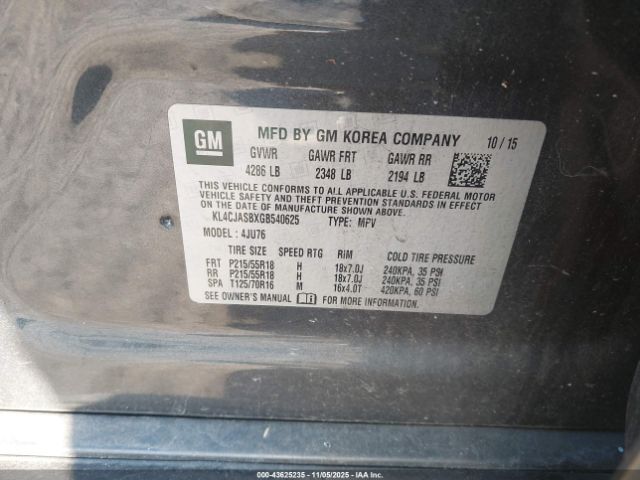 GM MFD BY GM KOREA COMPANY 10 / 15
GVWR GAWR FRT GAWR RR
4286 LB 2348 LB 2194 LB
THIS VEHICLE CONFORMS TO ALL APPLICABLE U.S. FEDERAL MOTOR
VEHICLE SAFETY AND THEFT PREVENTION STANDARDS IN
EFFECT ON THE DATE OF MANUFACTURE SHOWN ABOVE.
KL4CJASBXGB540625 TYPE: MPV
MODEL: 4JU76
TIRE SIZE SPEED RTG RIM COLD TIRE PRESSURE
FRT P215/55R18 H 18x7.0J 240KPA, 35 PSI
RR P215/55R18 H 18x7.0J 240KPA, 35 PSI
SPA T125/70R16 M 16x4.0T 420KPA, 60 PSI
SEE OWNER'S MANUAL FOR MORE INFORMATION.
000-43625235 - 11/05/2025 - IAA, Inc.